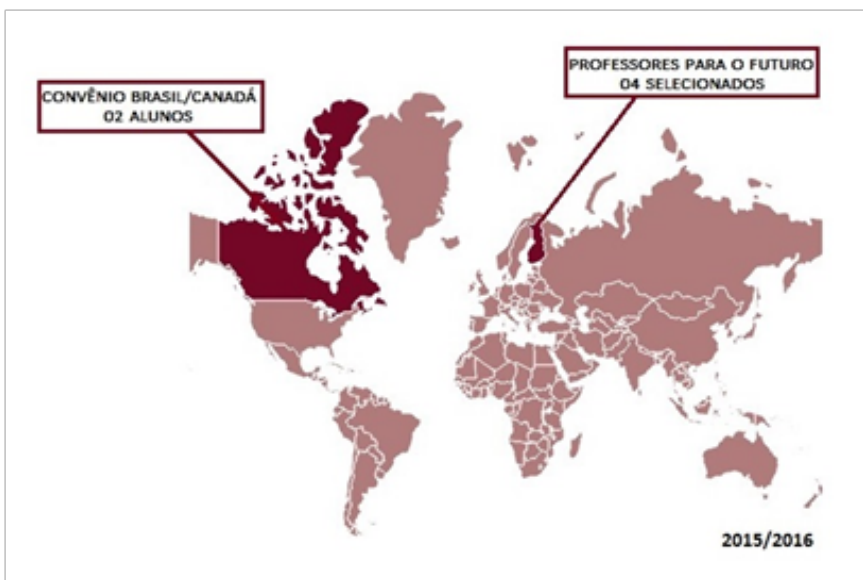 PROFESSORES PARA O FUTURO
04 SELECIONADOS
CONVÊNIO BRASIL/CANADÁ
02 ALUNOS
2015/2016